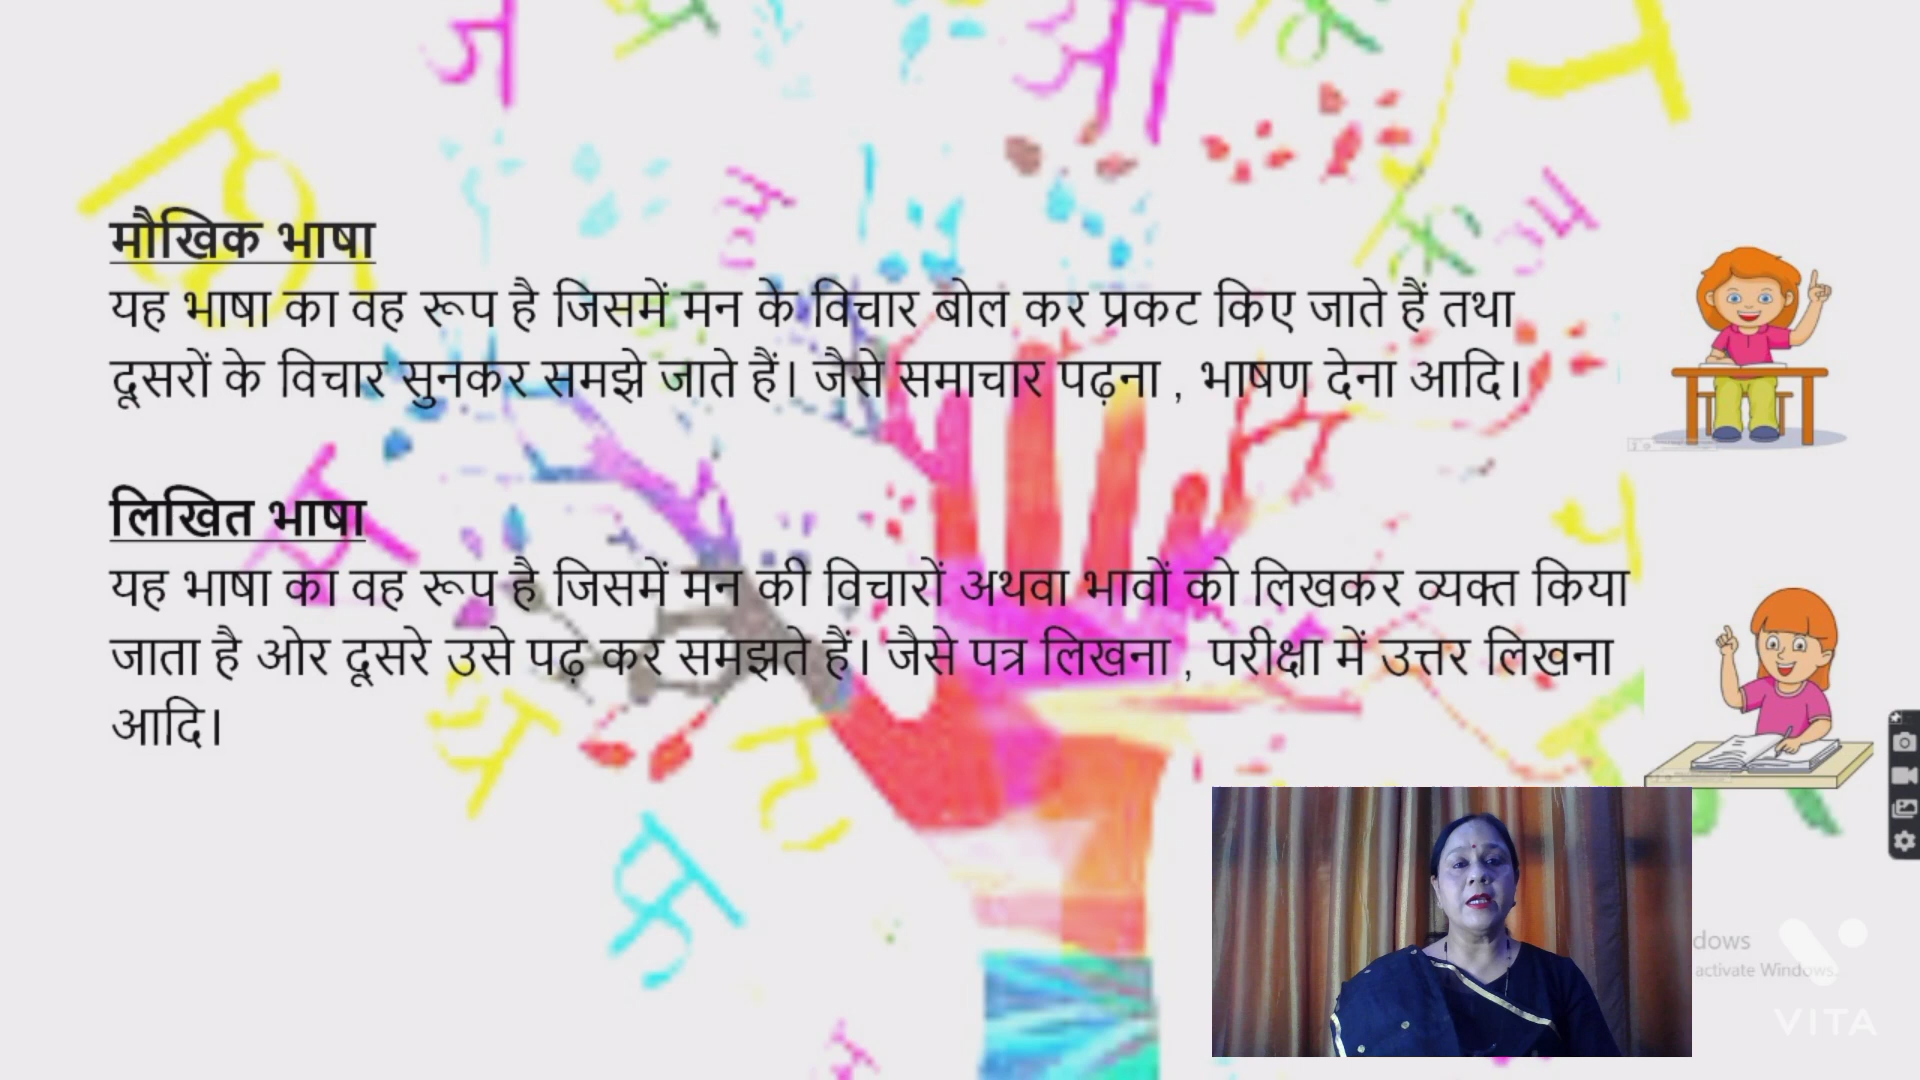 मौखिक भाषा
यह भाषा का वह रूप है जिसमें मन के विचार बोल कर प्रकट किए जाते हैं तथा
दूसरों के विचार सुनकर समझे जाते हैं। जैसे समाचार पढ़ना , भाषण देना आदि।
लिखित भाषा
यह भाषा का वह रूप है जिसमें मन की विचारों अथवा भावों को लिखकर व्यक्त किया
जाता है ओर दूसरे उसे पढ़ कर समझते हैं। जैसे पत्र लिखना , परीक्षा में उत्तर लिखना
आदि।
dows
activate Windows.
VITA